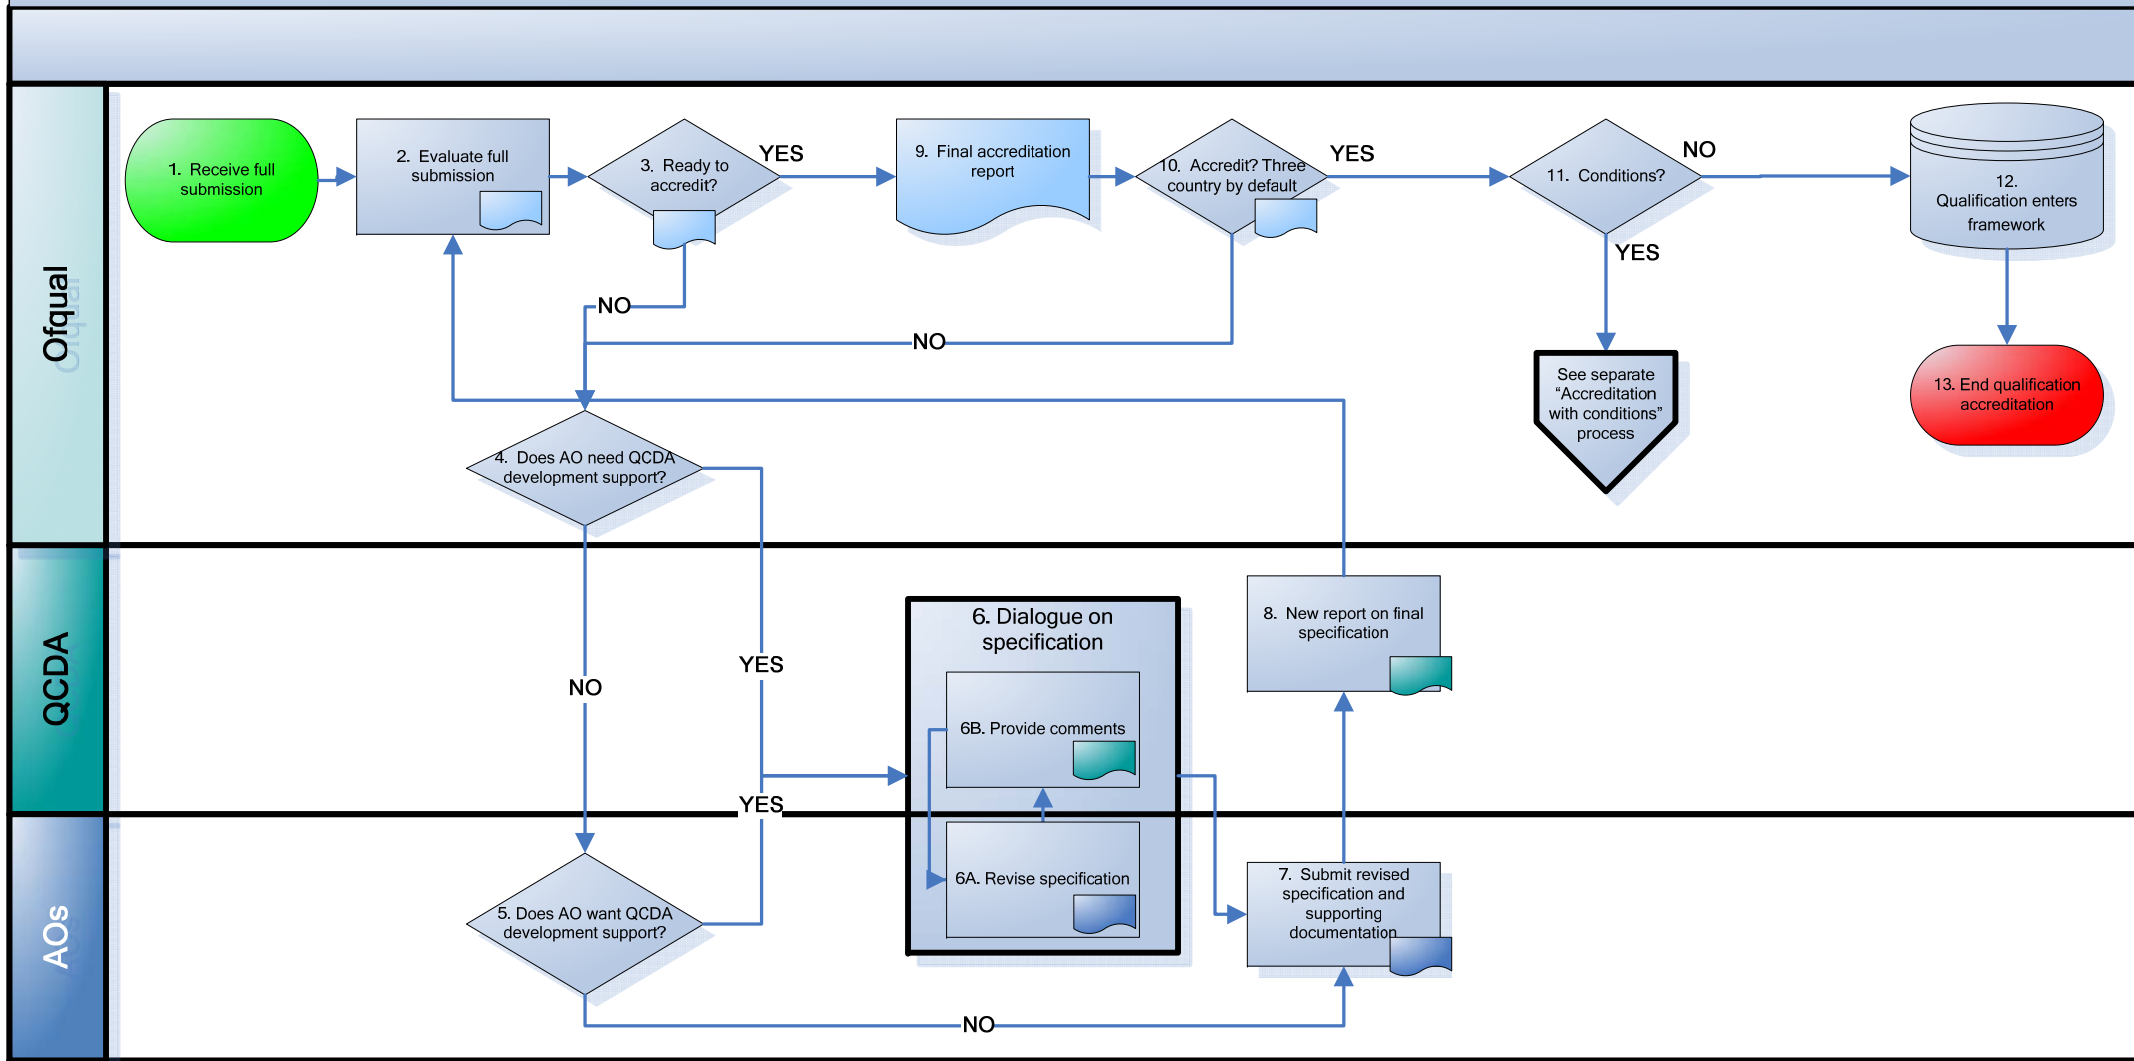 Ofqual
1. Receive full
submission
2. Evaluate full
submission
3. Ready to
accredit?
YES
9. Final accreditation
report
10. Accredit? Three
country by default
YES
11. Conditions?
NO
12.
Qualification enters
framework
YES
NO
NO
See separate
“Accreditation
with conditions”
process
13. End qualification
accreditation
4. Does AO need QCDA
development support?
QCDA
NO
YES
YES
6. Dialogue on
specification
6B. Provide comments
8. New report on final
specification
AOs
5. Does AO want QCDA
development support?
6A. Revise specification
7. Submit revised
specification and
supporting
documentation
NO